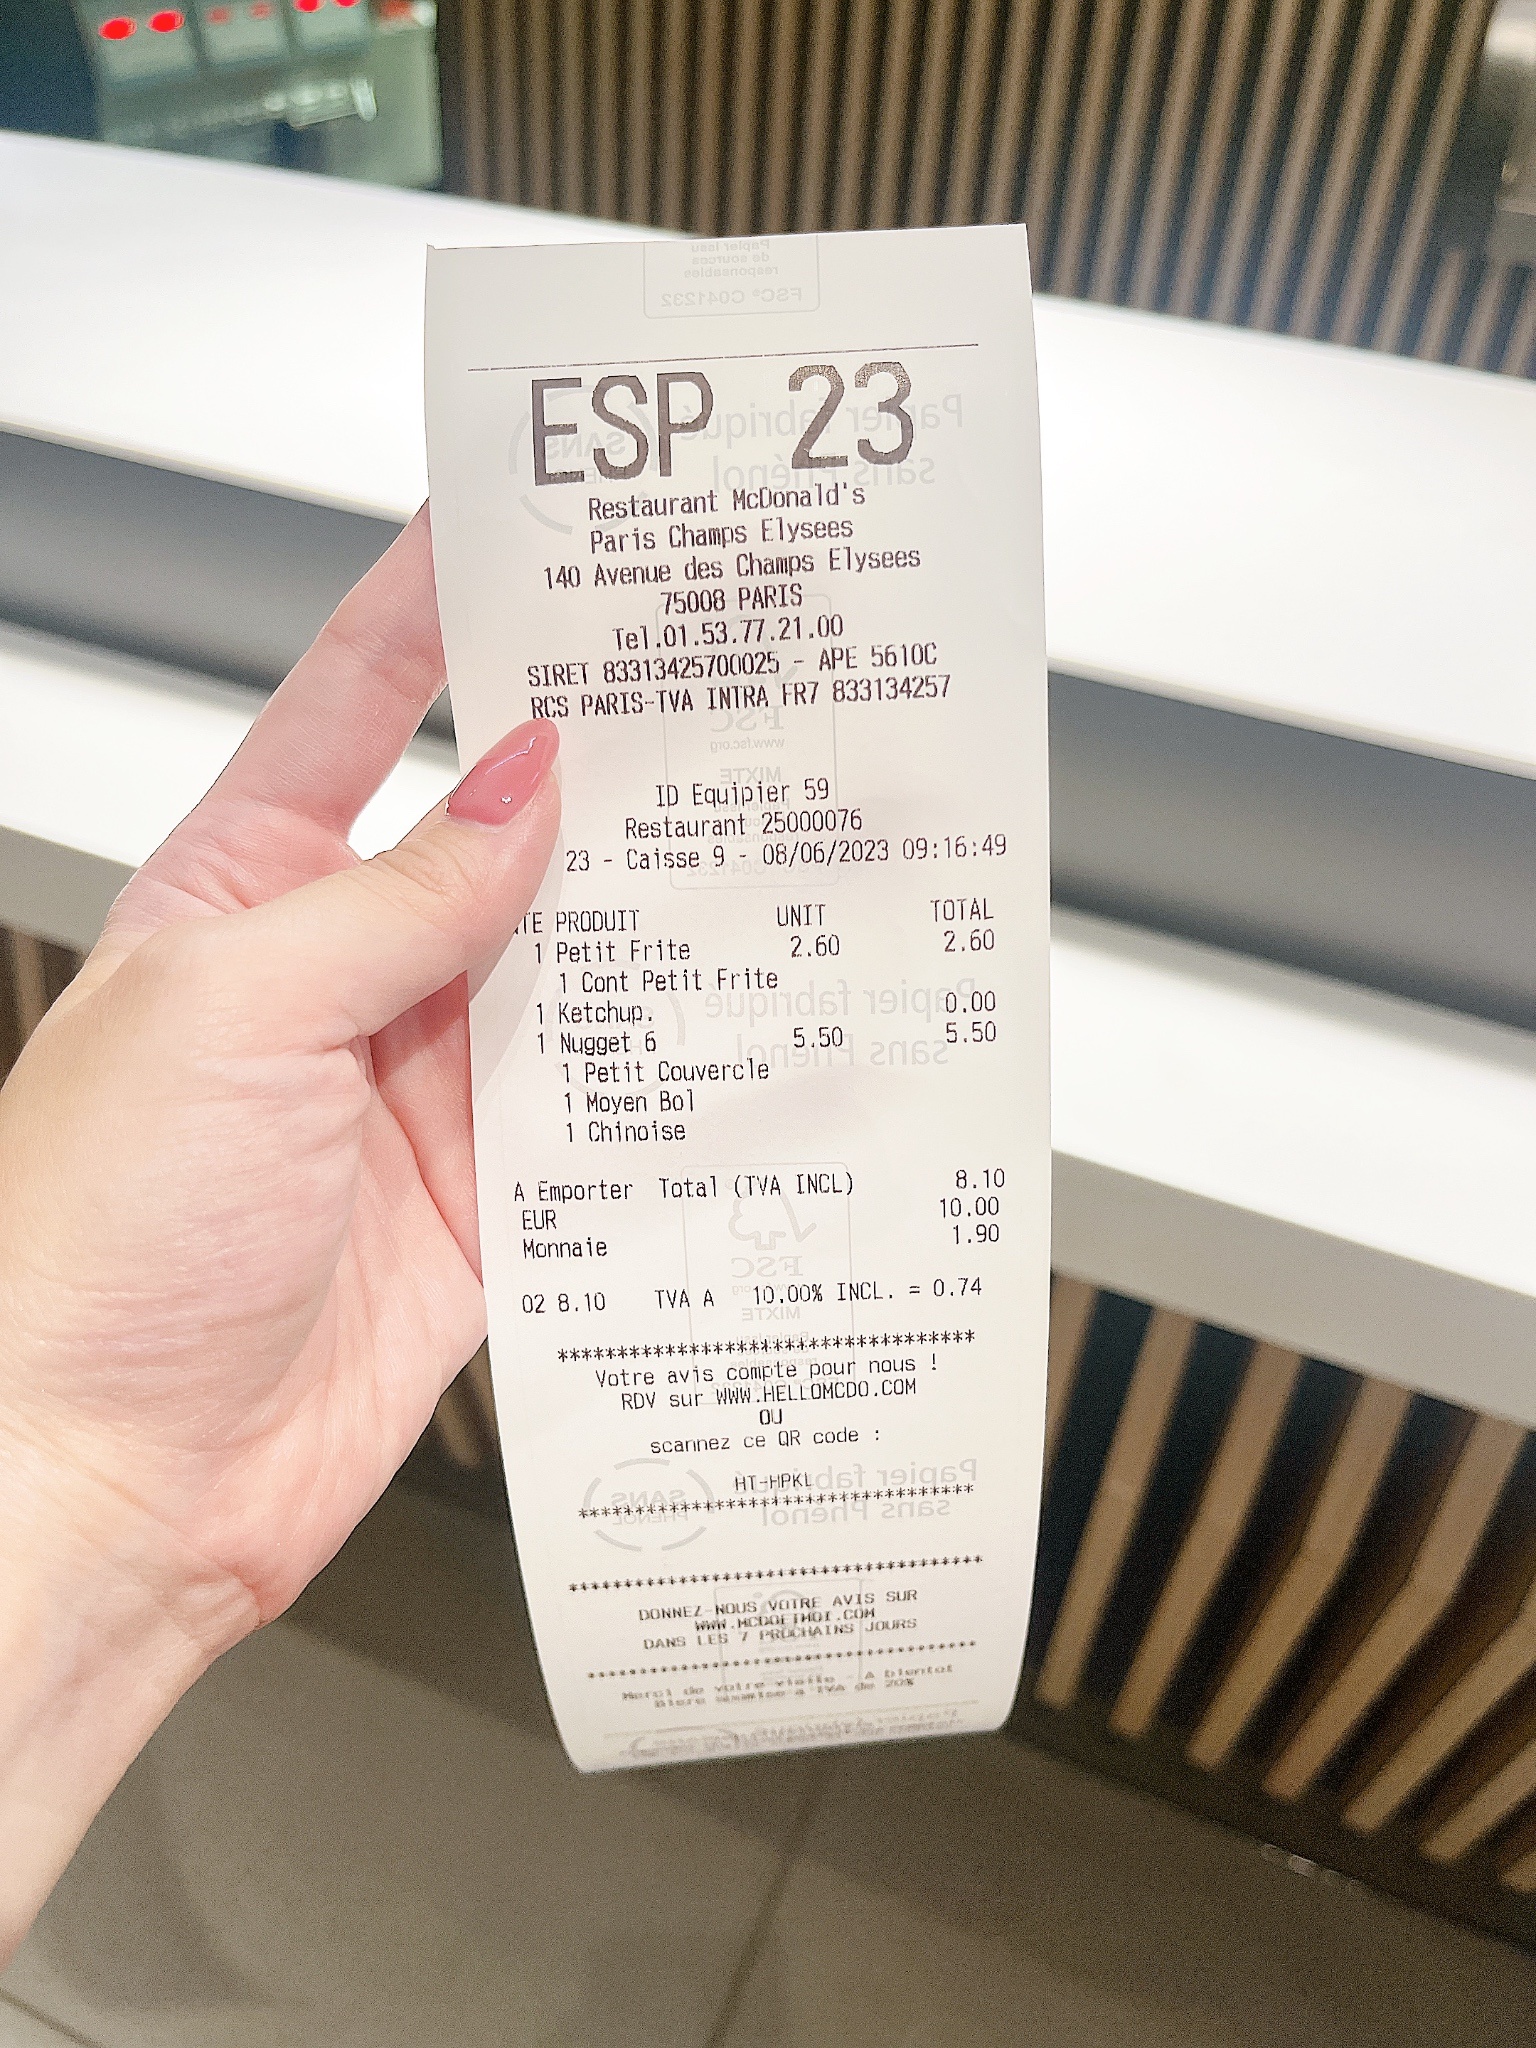 ESP 23
Restaurant McDonald's
Paris Champs Elysees
140 Avenue des Champs Elysees
75008 PARIS
Tel.01.53.77.21.00
SIRET 83313425700025 - APE 5610C
RCS PARIS-TVA INTRA FR7 833134257
ID Equipier 59
Restaurant 25000076
23 - Caisse 9 - 08/06/2023 09:16:49
TE PRODUIT UNIT TOTAL
1 Petit Frite 2.60 2.60
1 Cont Petit Frite
1 Ketchup. 0.00
1 Nugget 6 5.50 5.50
1 Petit Couvercle
1 Moyen Bol
1 Chinoise
A Emporter Total (TVA INCL) 8.10
EUR 10.00
Monnaie 1.90
02 8.10 TVA A 10.00% INCL. = 0.74
***********************************
Votre avis compte pour nous !
RDV sur WWW.HELLOMCDO.COM
OU
scannez ce QR code :
HT-HPKL
***********************************
***********************************
DONNEZ-NOUS VOTRE AVIS SUR
WWW.MCDOETMOI.COM
DANS LES 7 PROCHAINS JOURS
***********************************
Merci de votre visite - A bientot